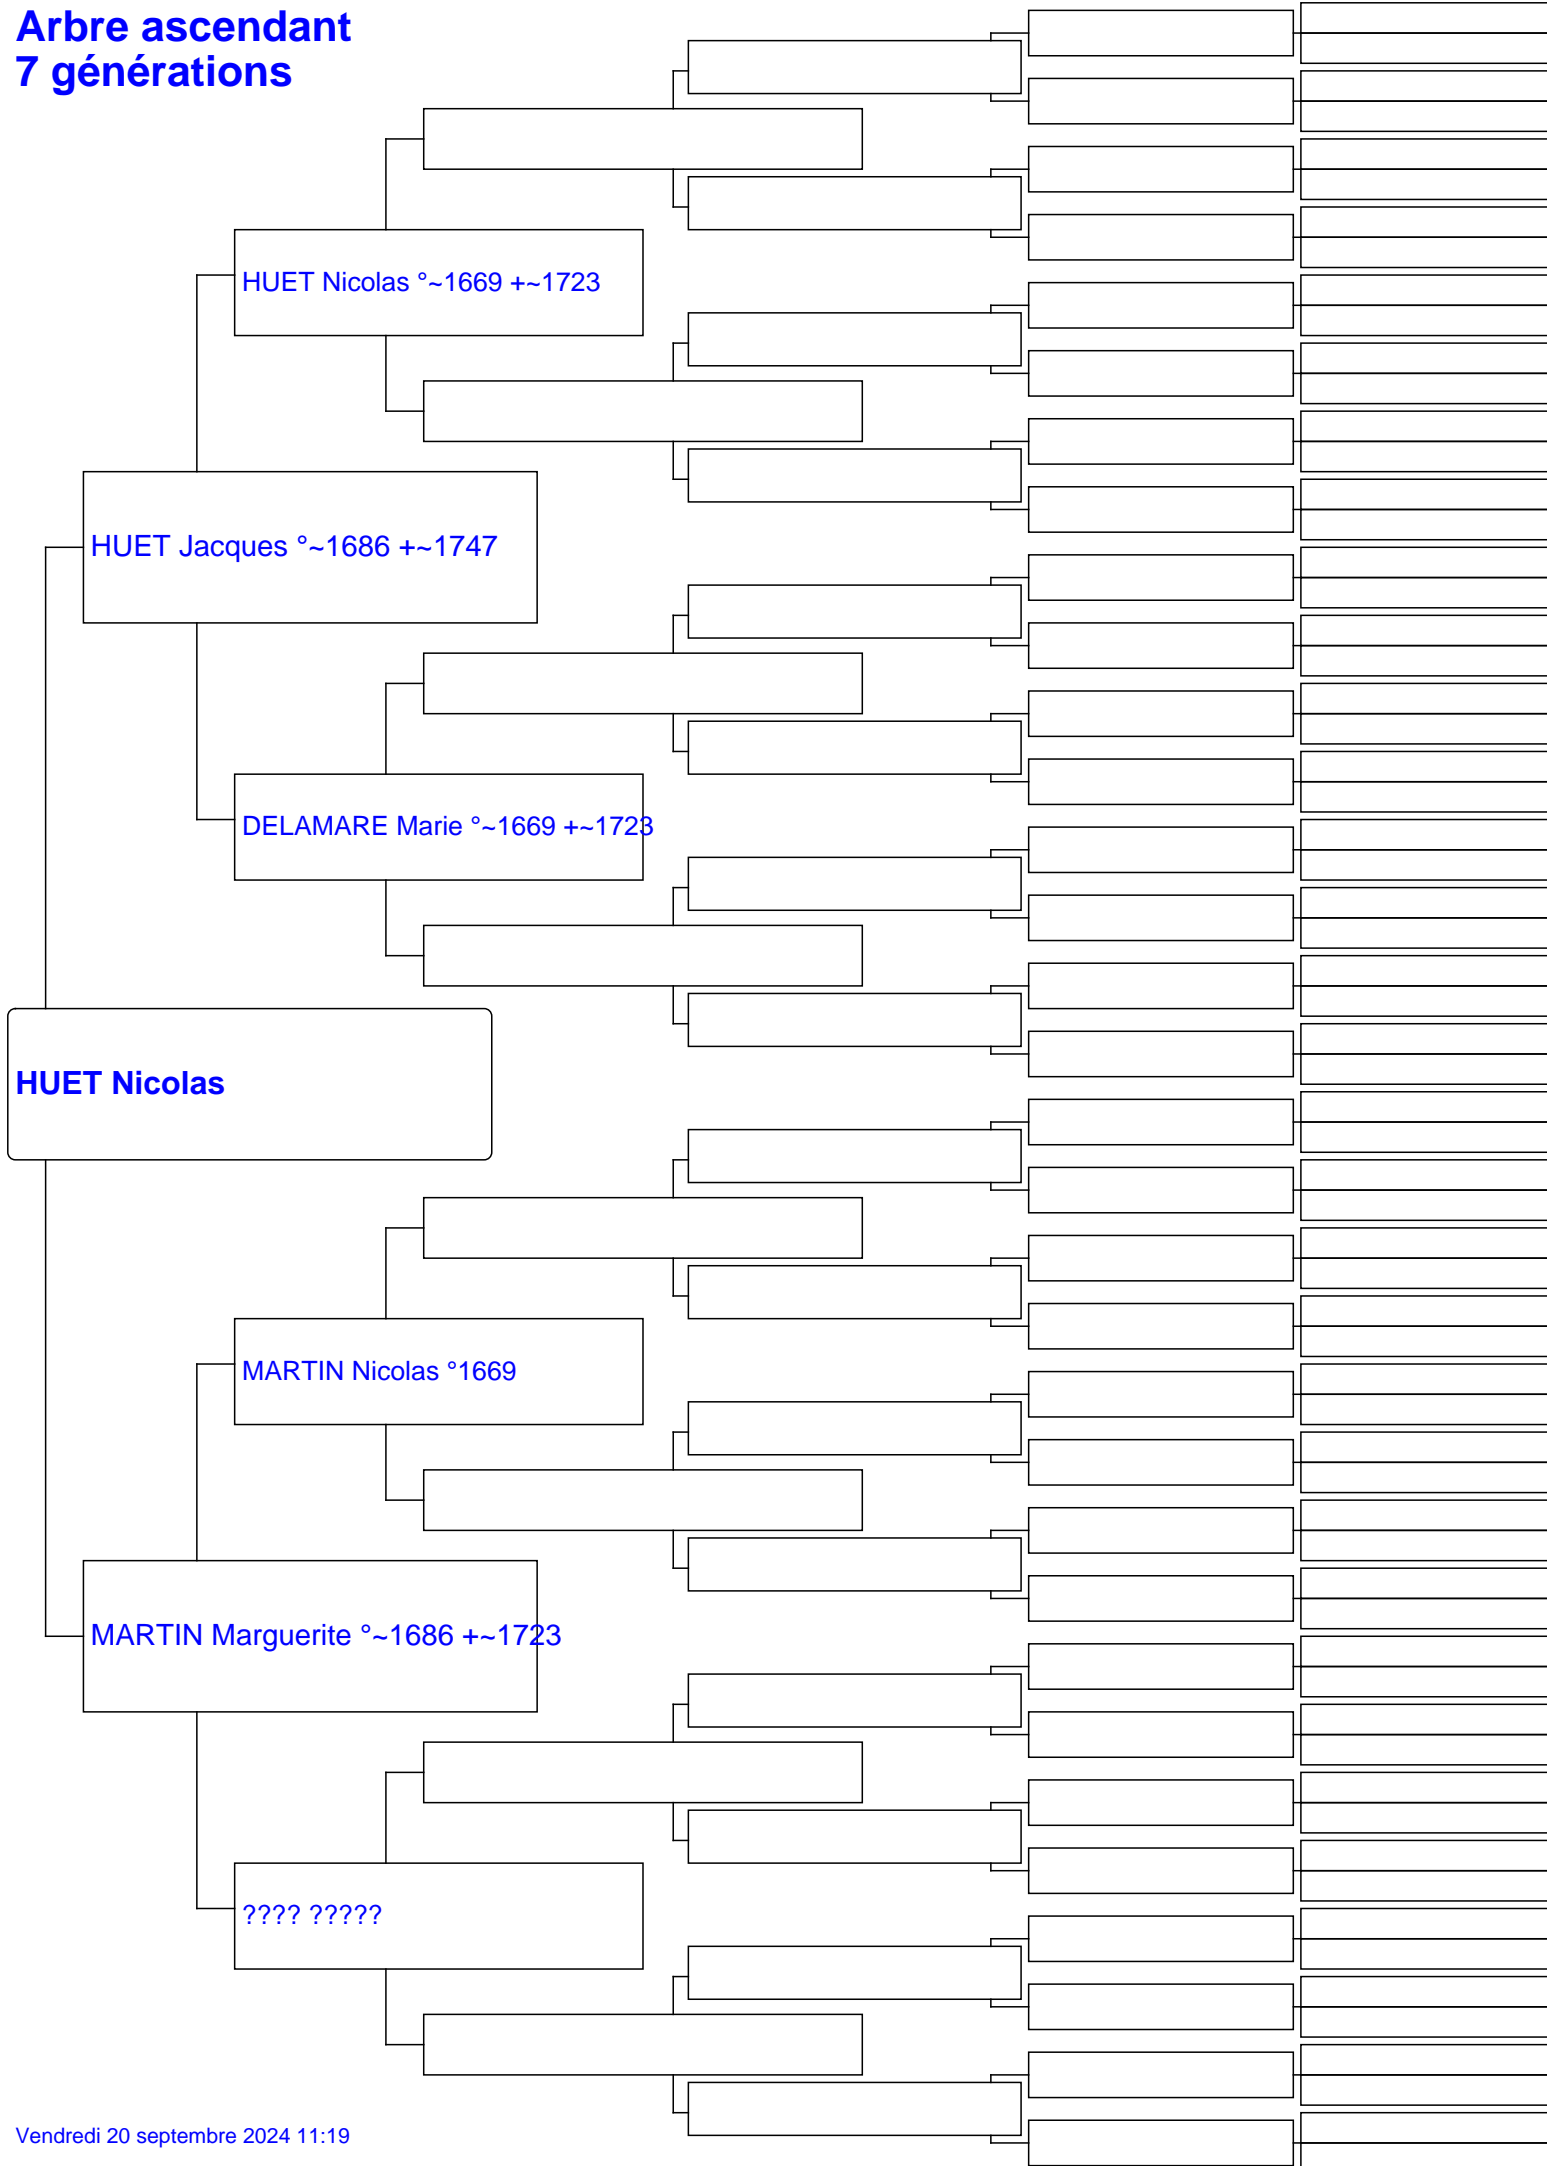 Arbre ascendant
7 générations
HUET Nicolas °~1669 +~1723
HUET Jacques °~1686 +~1747
DELAMARE Marie °~1669 +~1723
HUET Nicolas
MARTIN Nicolas °1669
MARTIN Marguerite °~1686 +~1723
???? ?????
Vendredi 20 septembre 2024 11:19